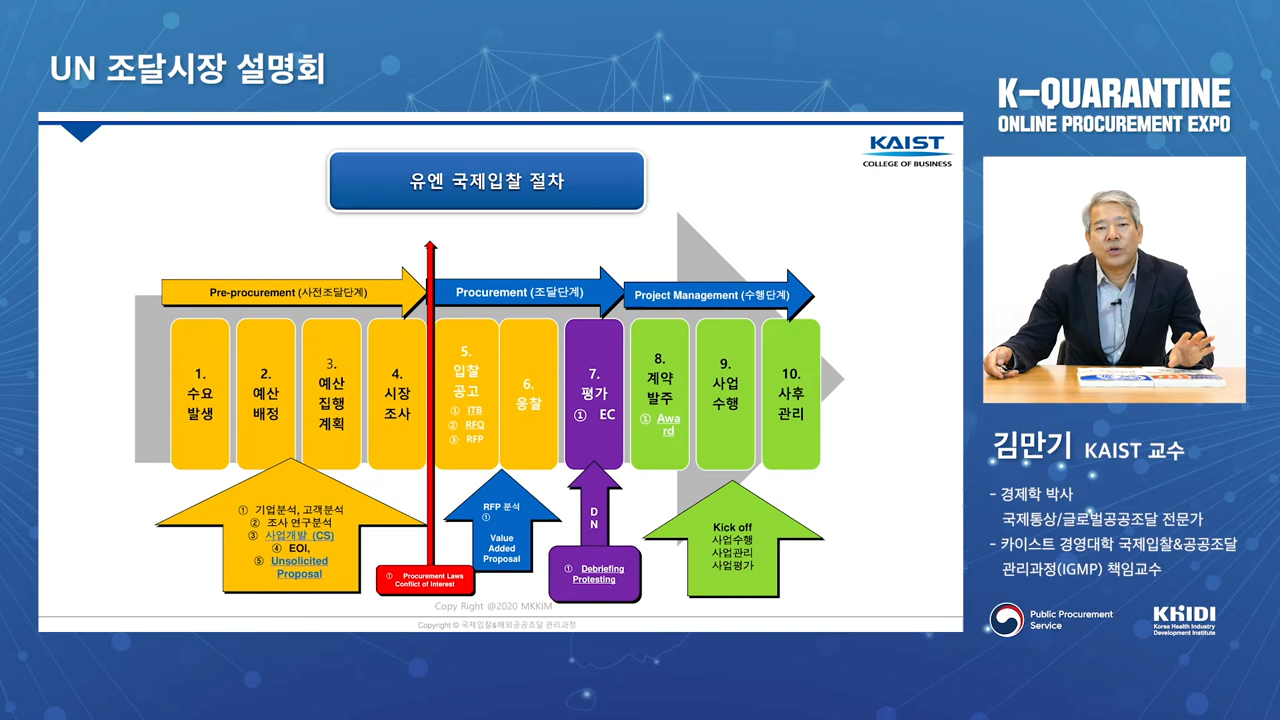 UN 조달시장 설명회
K-QUARANTINE
ONLINE PROCUREMENT EXPO
KAIST
COLLEGE OF BUSINESS
유엔 국제입찰 절차
Pre-procurement (사전조달단계)
Procurement (조달단계)
Project Management (수행단계)
1.
수요
발생
2.
예산
배정
3.
예산
집행
계획
4.
시장
조사
5.
입찰
공고
① ITB
② RFQ
③ RFP
6.
응찰
7.
평가
① EC
8.
계약
발주
① Awa
rd
9.
사업
수행
10.
사후
관리
① 기업분석, 고객분석
② 조사 연구분석
③ 사업개발 (CS)
④ EOI,
⑤ Unsolicited
Proposal
① Procurement Laws
Conflict of Interest
RFP 분석
①
Value
Added
Proposal
D
N
① Debriefing
Protesting
Kick off
사업수행
사업관리
사업평가
Copy Right @2020 MKKIM
Copyright © 국제입찰&해외공공조달 관리과정
김만기 KAIST 교수
- 경제학 박사
국제통상/글로벌공공조달 전문가
- 카이스트 경영대학 국제입찰&공공조달
관리과정(IGMP) 책임교수
Public Procurement
Service
KHIDI
Korea Health Industry
Development Institute